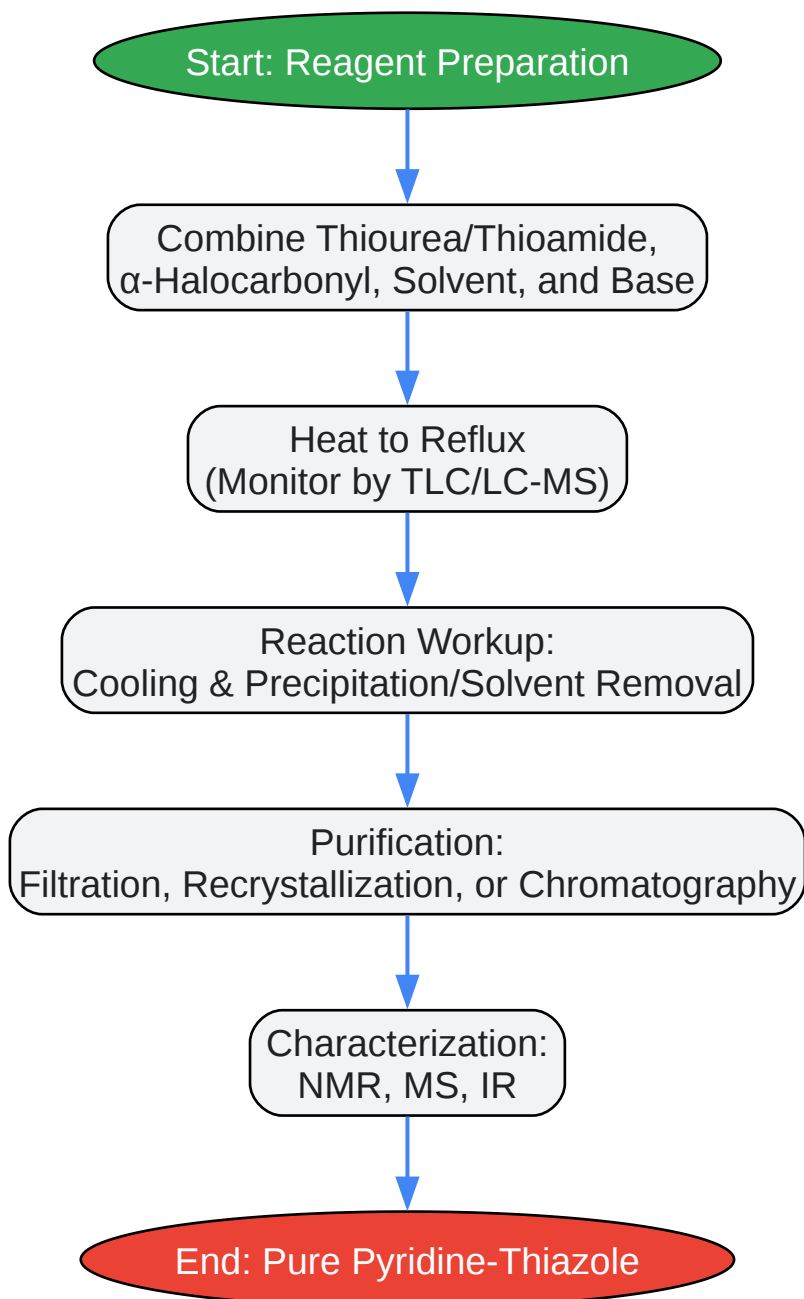 Start: Reagent Preparation
Combine Thiourea/Thioamide,
α-Halocarbonyl, Solvent, and Base
Heat to Reflux
(Monitor by TLC/LC-MS)
Reaction Workup:
Cooling & Precipitation/Solvent Removal
Purification:
Filtration, Recrystallization, or Chromatography
Characterization:
NMR, MS, IR
End: Pure Pyridine-Thiazole